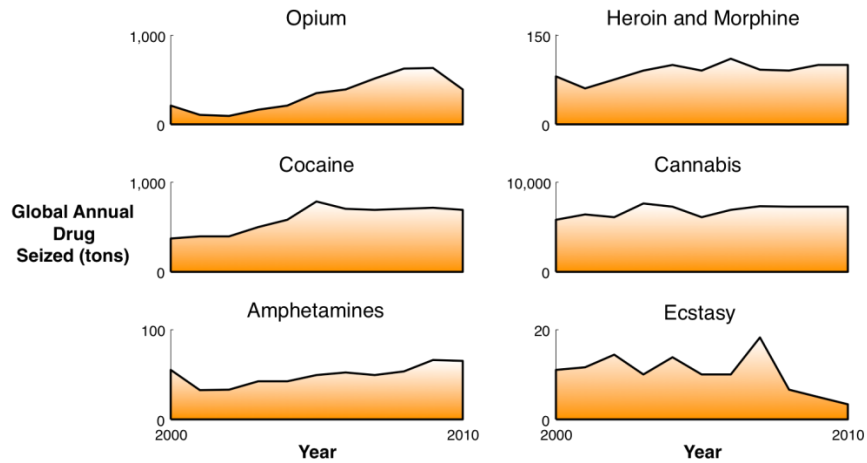 Opium
Heroin and Morphine
1,000
0
150
0
Cocaine
Cannabis
Global Annual
Drug
Seized (tons)
1,000
0
10,000
0
Amphetamines
Ecstasy
100
0
2000
2010
Year
20
0
2000
2010
Year